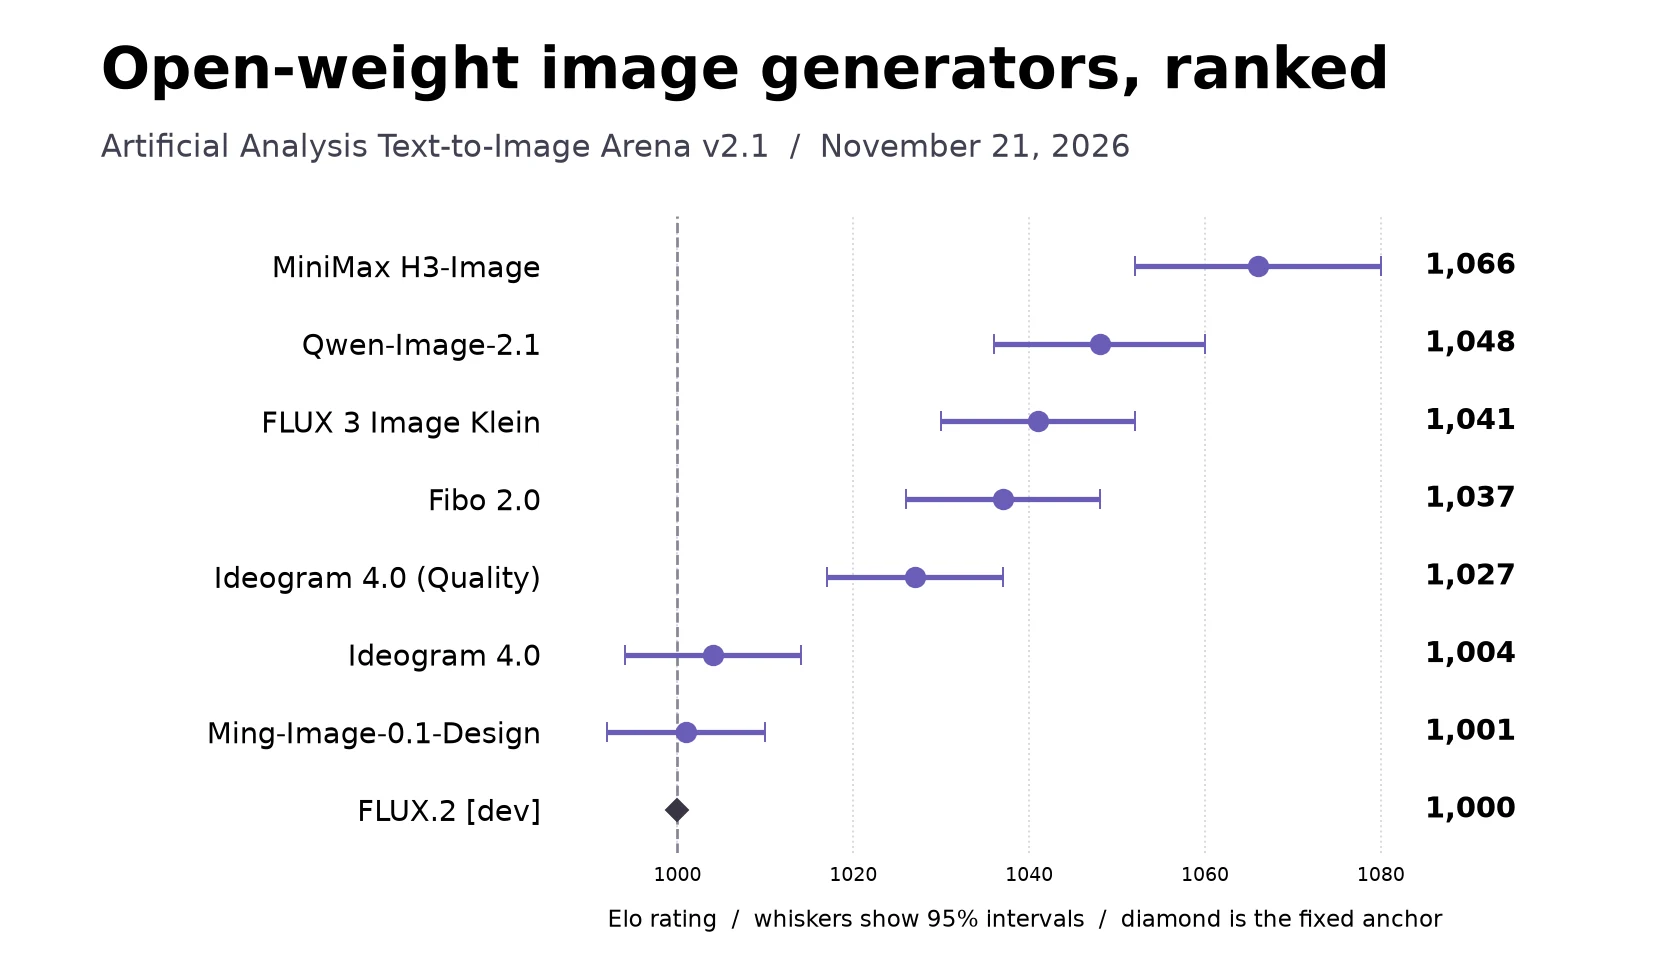 Open-weight image generators, ranked
Artificial Analysis Text-to-Image Arena v2.1 / November 21, 2026
MiniMax H3-Image 1,066
Qwen-Image-2.1 1,048
FLUX 3 Image Klein 1,041
Fibo 2.0 1,037
Ideogram 4.0 (Quality) 1,027
Ideogram 4.0 1,004
Ming-Image-0.1-Design 1,001
FLUX.2 [dev] 1,000
1000 1020 1040 1060 1080
Elo rating / whiskers show 95% intervals / diamond is the fixed anchor